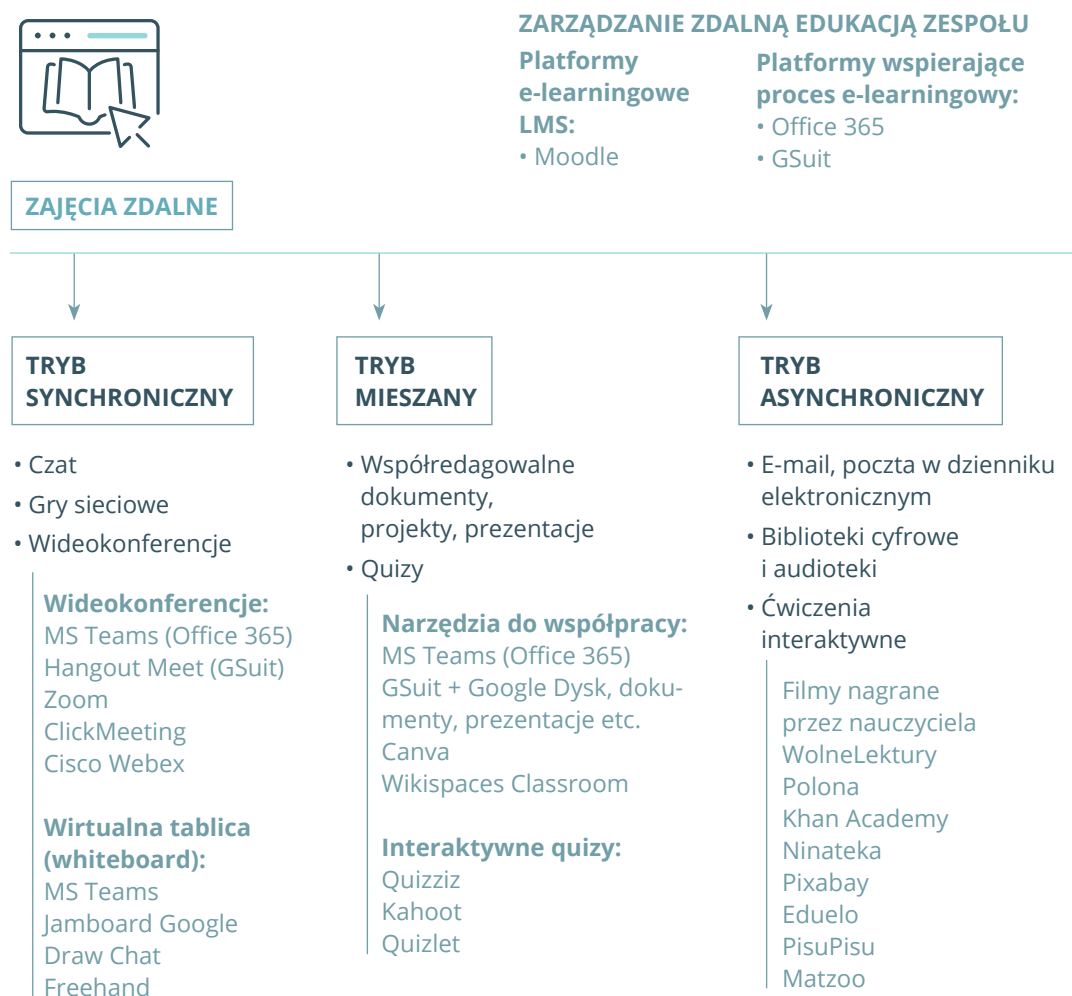 ZARZĄDZANIE ZDALNĄ EDUKACJĄ ZESPOŁU
Platformy
e-learningowe
LMS:
• Moodle
Platformy wspierające
proces e-learningowy:
• Office 365
• GSuit
ZAJĘCIA ZDALNE
TRYB
SYNCHRONICZNY
• Czat
• Gry sieciowe
• Wideokonferencje
Wideokonferencje:
MS Teams (Office 365)
Hangout Meet (GSuit)
Zoom
ClickMeeting
Cisco Webex
Wirtualna tablica
(whiteboard):
MS Teams
Jamboard Google
Draw Chat
Freehand
TRYB
MIESZANY
• Współredagowalne
dokumenty,
projekty, prezentacje
• Quizy
Narzędzia do współpracy:
MS Teams (Office 365)
GSuit + Google Dysk, doku-
menty, prezentacje etc.
Canva
Wikispaces Classroom
Interaktywne quizy:
Quizziz
Kahoot
Quizlet
TRYB
ASYNCHRONICZNY
• E-mail, poczta w dzienniku
elektronicznym
• Biblioteki cyfrowe
i audioteki
• Ćwiczenia
interaktywne
Filmy nagrane
przez nauczyciela
WolneLektury
Polona
Khan Academy
Ninateka
Pixabay
Eduelo
PisuPisu
Matzoo